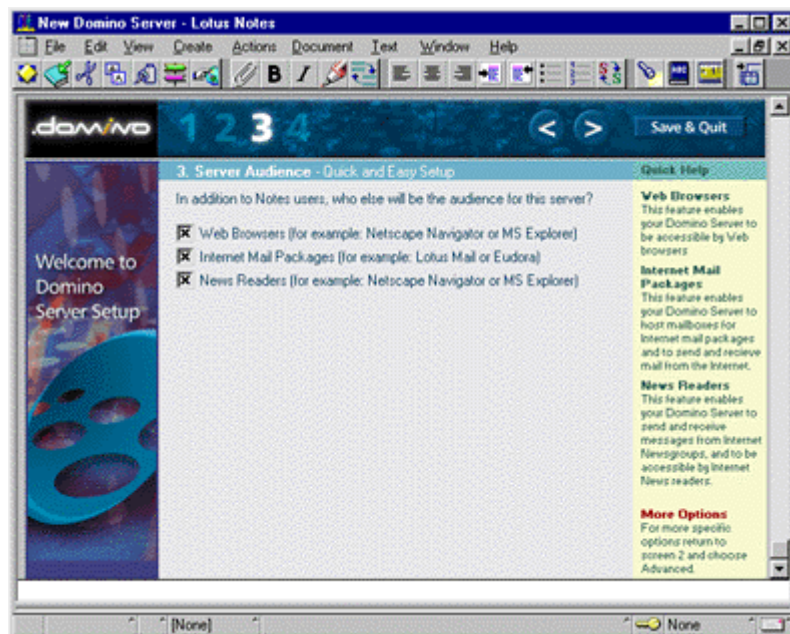 New Domino Server - Lotus Notes
File Edit View Create Actions Document Text Window Help
.domino
1 2 3 4
< >
Save & Quit
Welcome to
Domino
Server Setup
3. Server Audience - Quick and Easy Setup
In addition to Notes users, who else will be the audience for this server?
Web Browsers (for example: Netscape Navigator or MS Explorer)
Internet Mail Packages (for example: Lotus Mail or Eudora)
News Readers (for example: Netscape Navigator or MS Explorer)
Quick Help
Web Browsers
This feature enables
your Domino Server to
be accessible by Web
browsers
Internet Mail
Packages
This feature enables
your Domino Server to
host mailboxes for
Internet mail packages
and to send and recieve
mail from the Internet.
News Readers
This feature enables
your Domino Server to
send and receive
messages from Internet
Newsgroups, and to be
accessible by Internet
News readers.
More Options
For more specific
options return to
screen 2 and choose
Advanced.
[None]
None